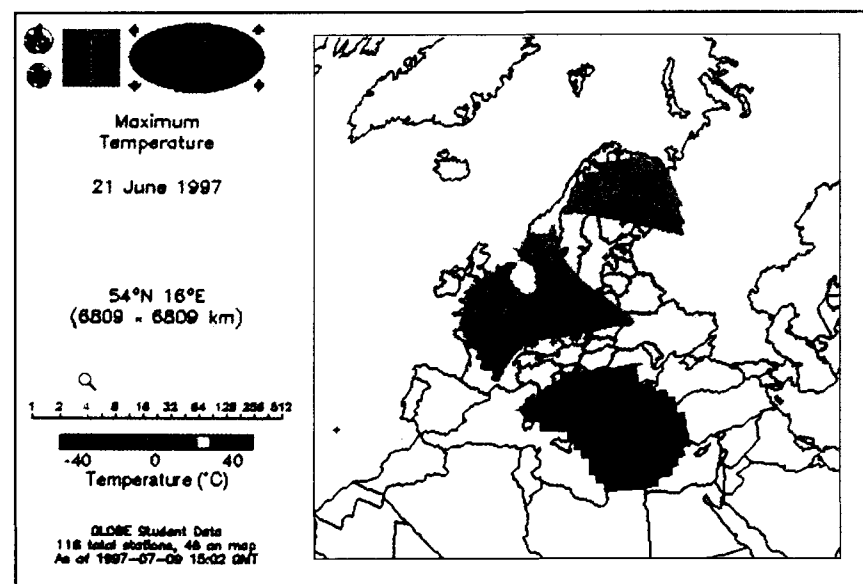 Maximum
Temperature
21 June 1997
54°N 16°E
(6809 × 6809 km)
1 2 4 8 16 32 64 128 256 512
-40 0 40
Temperature (°C)
GLOBE Student Data
116 total stations, 46 on map
As of 1997-07-09 15:02 GMT